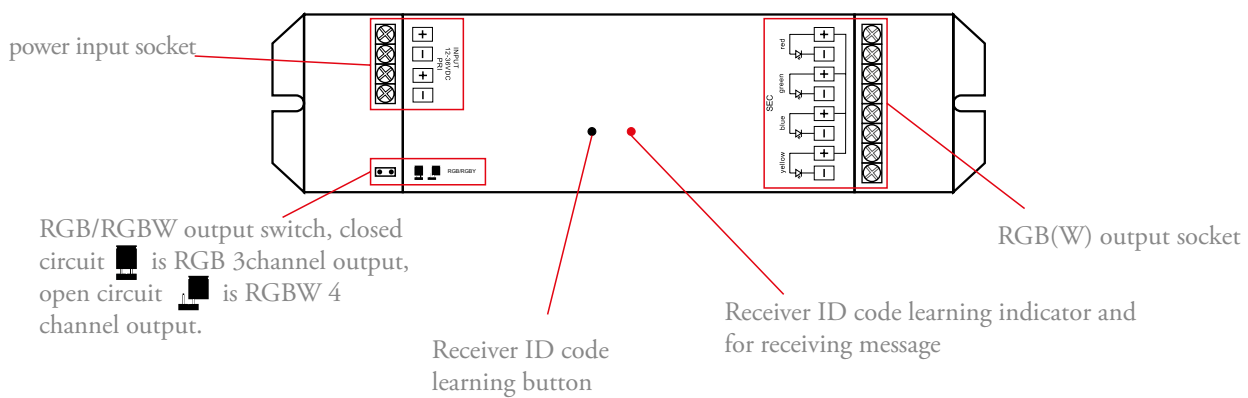 power input socket
+
−
+
−
INPUT
12-36VDC
PRI
RGB/RGBY
SEC
red
+
−
green
+
−
blue
+
−
yellow
+
−
RGB/RGBW output switch, closed
circuit is RGB 3channel output,
open circuit is RGBW 4
channel output.
Receiver ID code
learning button
Receiver ID code learning indicator and
for receiving message
RGB(W) output socket